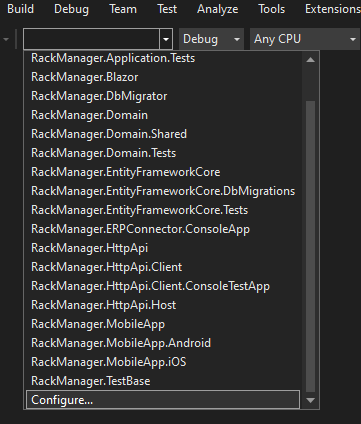 Build Debug Team Test Analyze Tools Extensions
Debug Any CPU
RackManager.Application.Tests
RackManager.Blazor
RackManager.DbMigrator
RackManager.Domain
RackManager.Domain.Shared
RackManager.Domain.Tests
RackManager.EntityFrameworkCore
RackManager.EntityFrameworkCore.DbMigrations
RackManager.EntityFrameworkCore.Tests
RackManager.ERPConnector.ConsoleApp
RackManager.HttpApi
RackManager.HttpApi.Client
RackManager.HttpApi.Client.ConsoleTestApp
RackManager.HttpApi.Host
RackManager.MobileApp
RackManager.MobileApp.Android
RackManager.MobileApp.iOS
RackManager.TestBase
Configure...